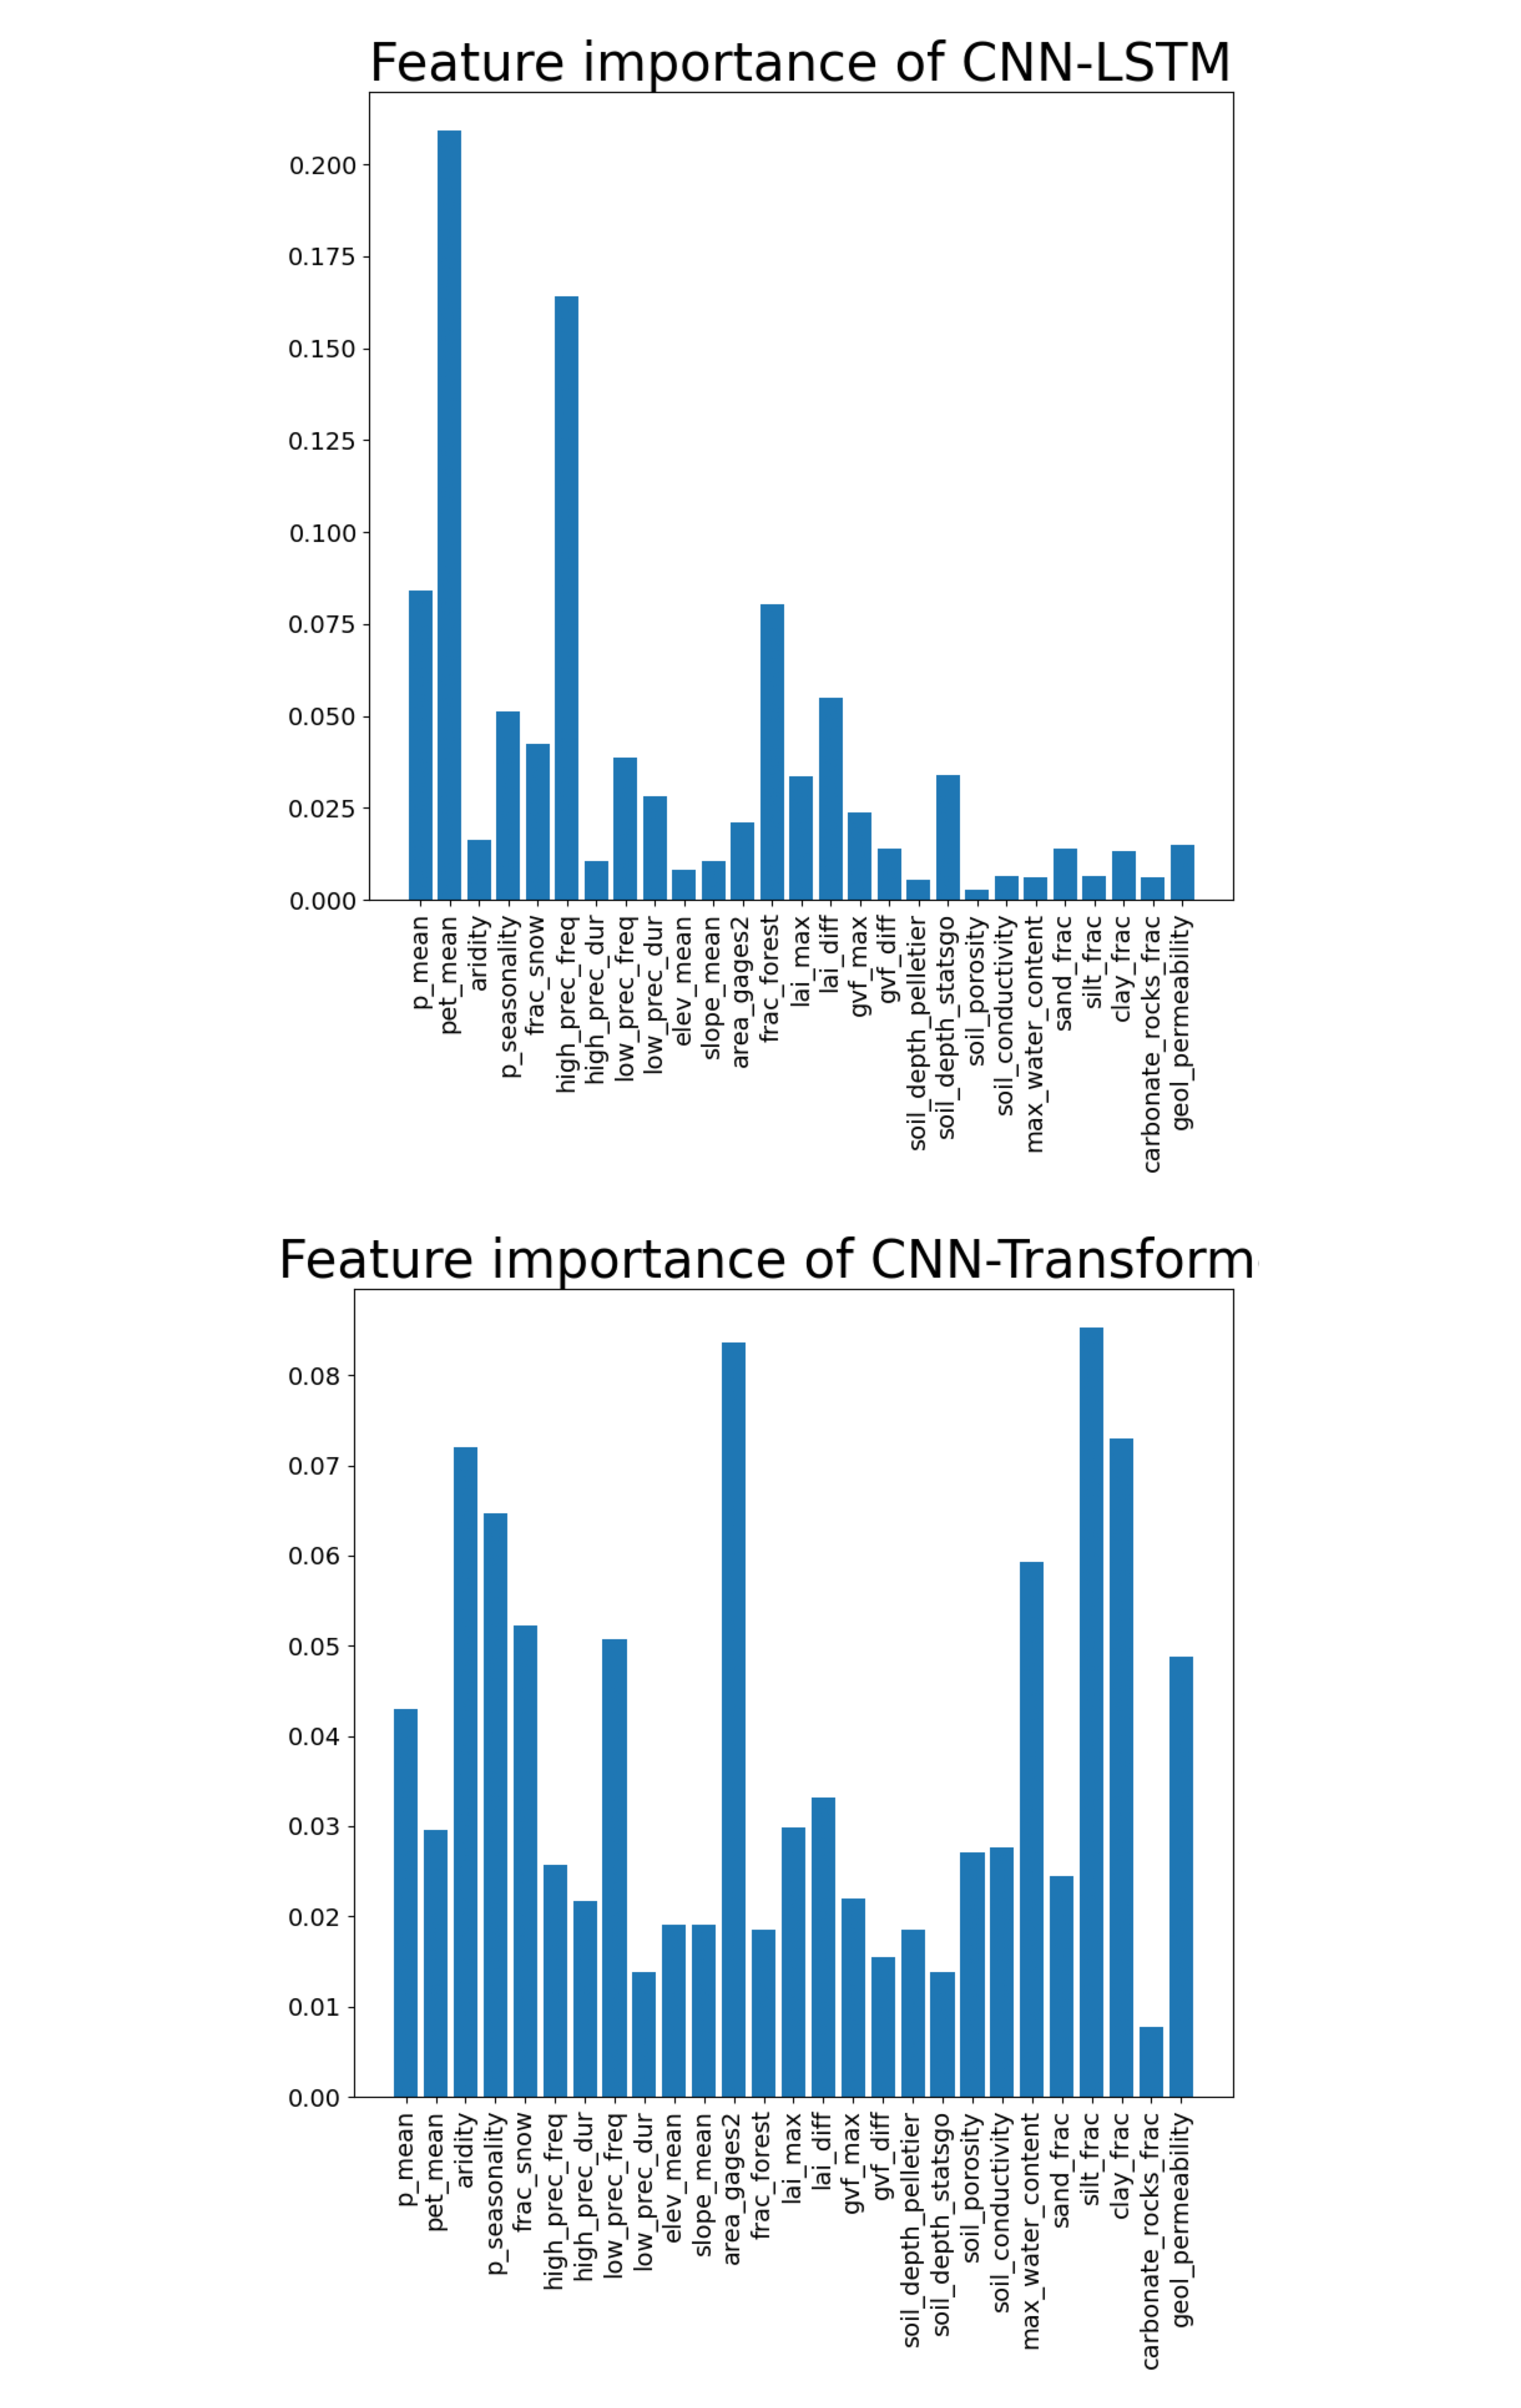 Feature importance of CNN-LSTM
0.200
0.175
0.150
0.125
0.100
0.075
0.050
0.025
0.000
p_mean
pet_mean
aridity
p_seasonality
frac_snow
high_prec_freq
high_prec_dur
low_prec_freq
low_prec_dur
elev_mean
slope_mean
area_gages2
frac_forest
lai_max
lai_diff
gvf_max
gvf_diff
soil_depth_pelletier
soil_depth_statsgo
soil_porosity
soil_conductivity
max_water_content
sand_frac
silt_frac
clay_frac
carbonate_rocks_frac
geol_permeability
Feature importance of CNN-Transform
0.08
0.07
0.06
0.05
0.04
0.03
0.02
0.01
0.00
p_mean
pet_mean
aridity
p_seasonality
frac_snow
high_prec_freq
high_prec_dur
low_prec_freq
low_prec_dur
elev_mean
slope_mean
area_gages2
frac_forest
lai_max
lai_diff
gvf_max
gvf_diff
soil_depth_pelletier
soil_depth_statsgo
soil_porosity
soil_conductivity
max_water_content
sand_frac
silt_frac
clay_frac
carbonate_rocks_frac
geol_permeability